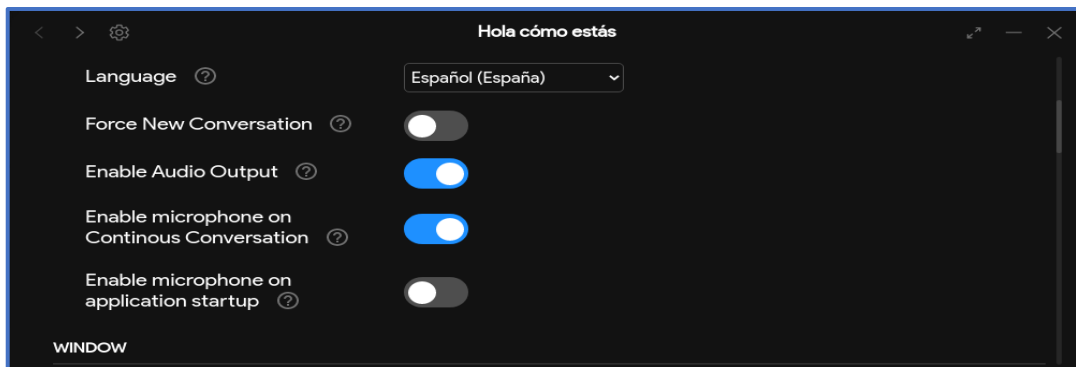 Hola cómo estás
Language
Español (España)
Force New Conversation
Enable Audio Output
Enable microphone on
Continous Conversation
Enable microphone on
application startup
WINDOW